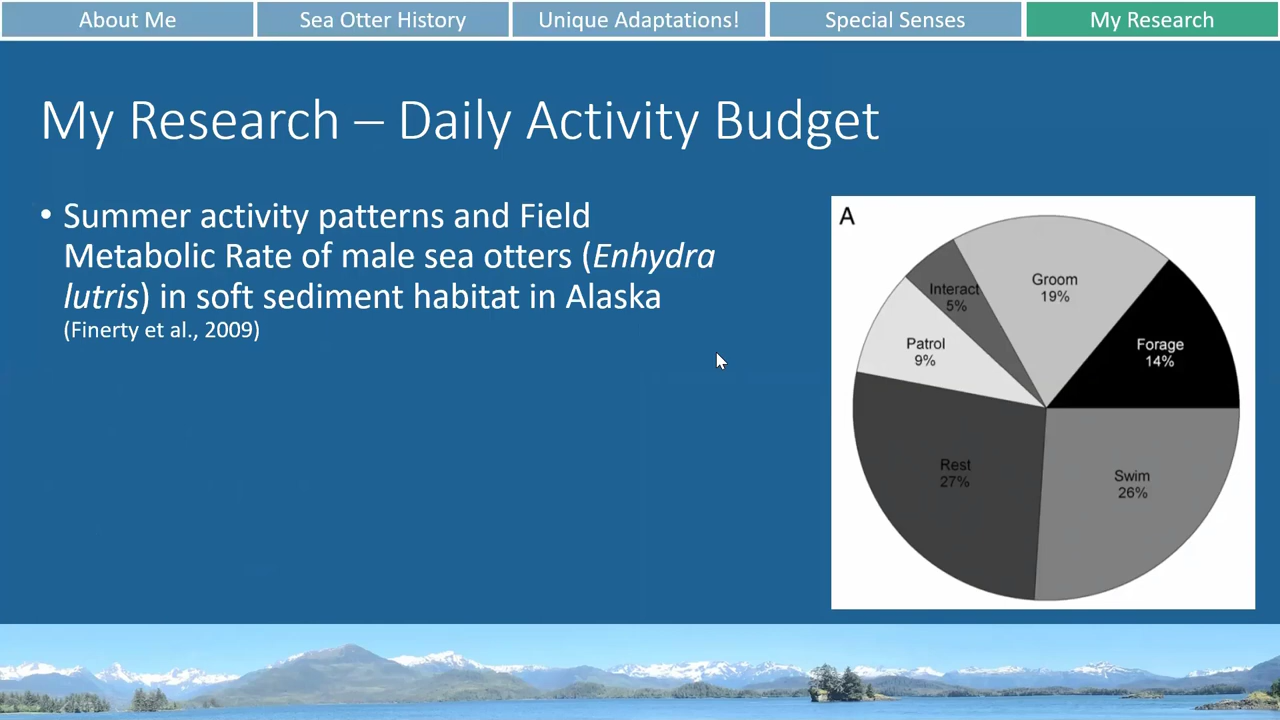 About Me
Sea Otter History
Unique Adaptations!
Special Senses
My Research
My Research – Daily Activity Budget
• Summer activity patterns and Field
Metabolic Rate of male sea otters (Enhydra
lutris) in soft sediment habitat in Alaska
(Finerty et al., 2009)
A
Groom
19%
Interact
5%
Forage
14%
Patrol
9%
Rest
27%
Swim
26%